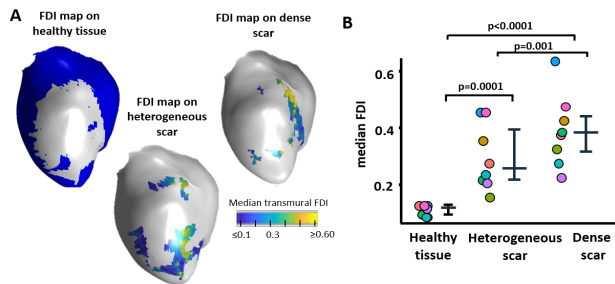 A
FDI map on
healthy tissue
FDI map on dense
scar
FDI map on
heterogeneous
scar
Median transmural FDI
≤0.1 0.3 ≥0.60
B
p<0.0001
p=0.001
p=0.0001
median FDI
0.6
0.4
0.2
Healthy
tissue
Heterogeneous
scar
Dense
scar